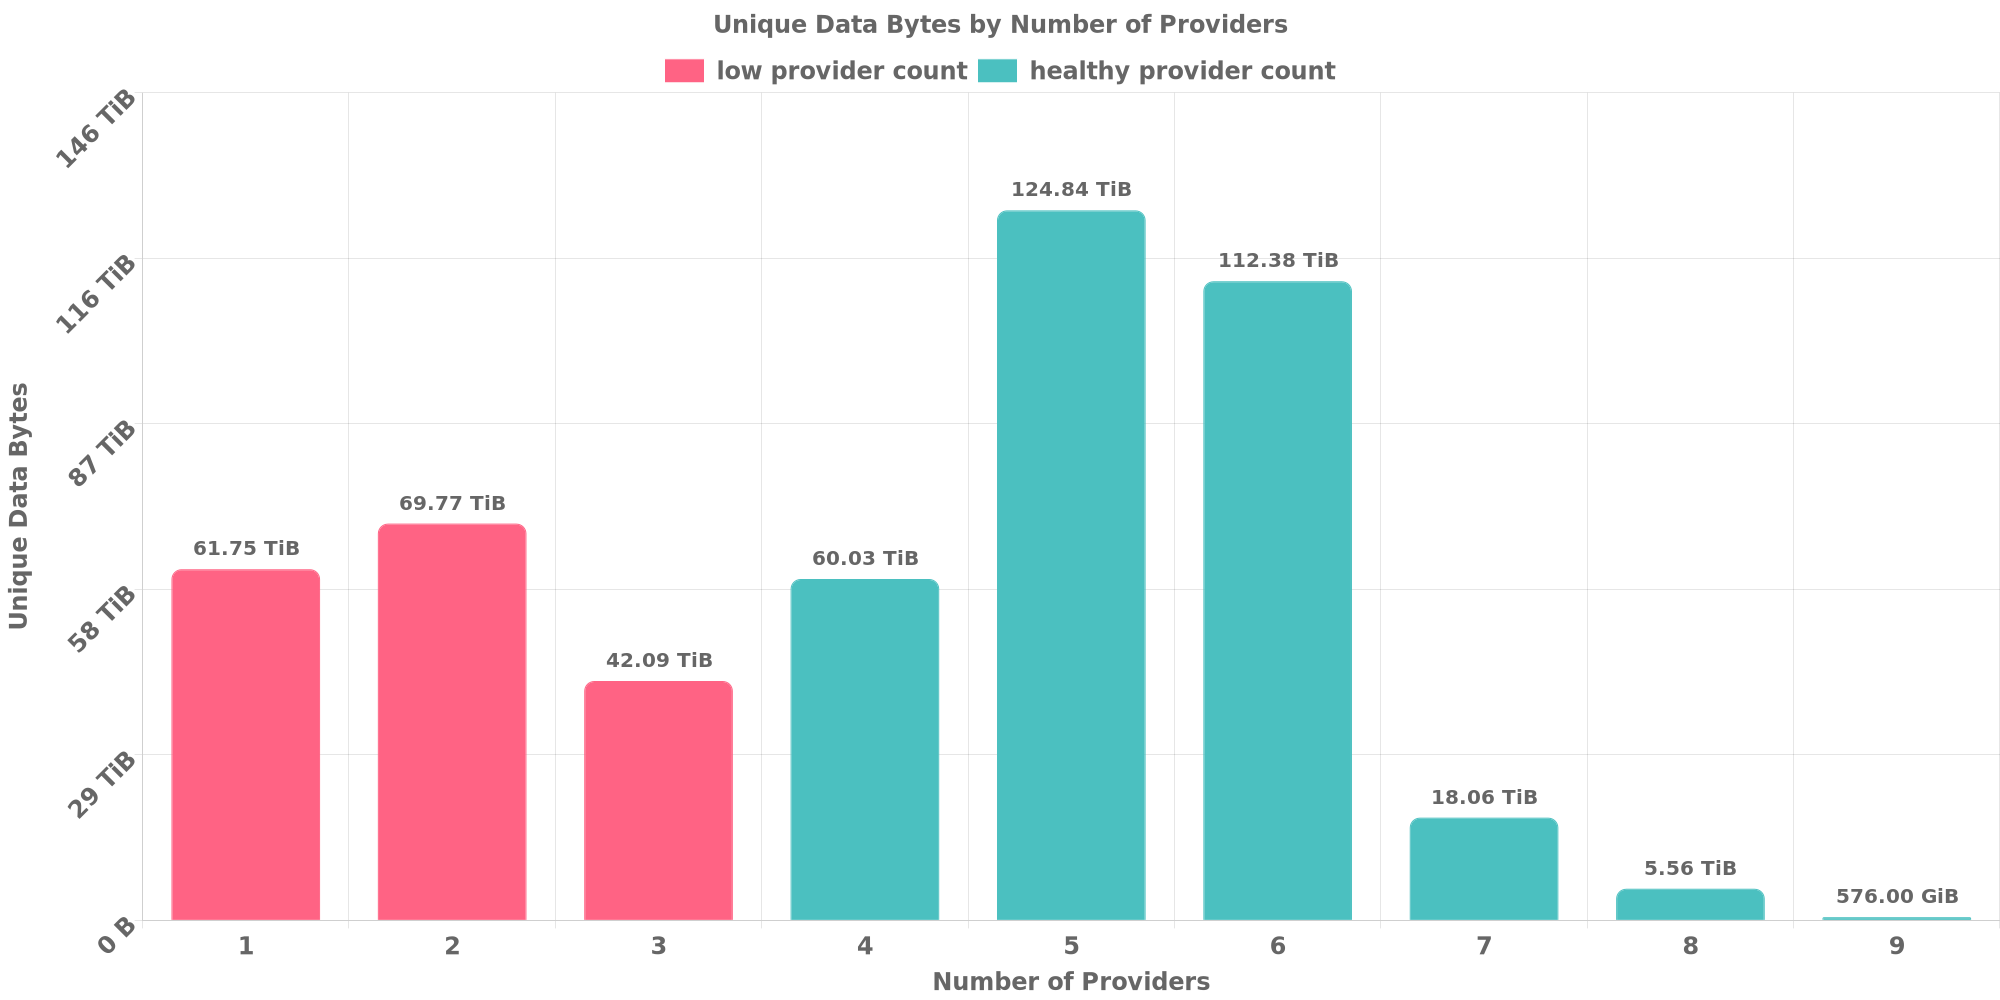 Unique Data Bytes by Number of Providers
low provider count healthy provider count
146 TiB
116 TiB
87 TiB
58 TiB
29 TiB
0 B
Unique Data Bytes
61.75 TiB
69.77 TiB
42.09 TiB
60.03 TiB
124.84 TiB
112.38 TiB
18.06 TiB
5.56 TiB
576.00 GiB
1 2 3 4 5 6 7 8 9
Number of Providers